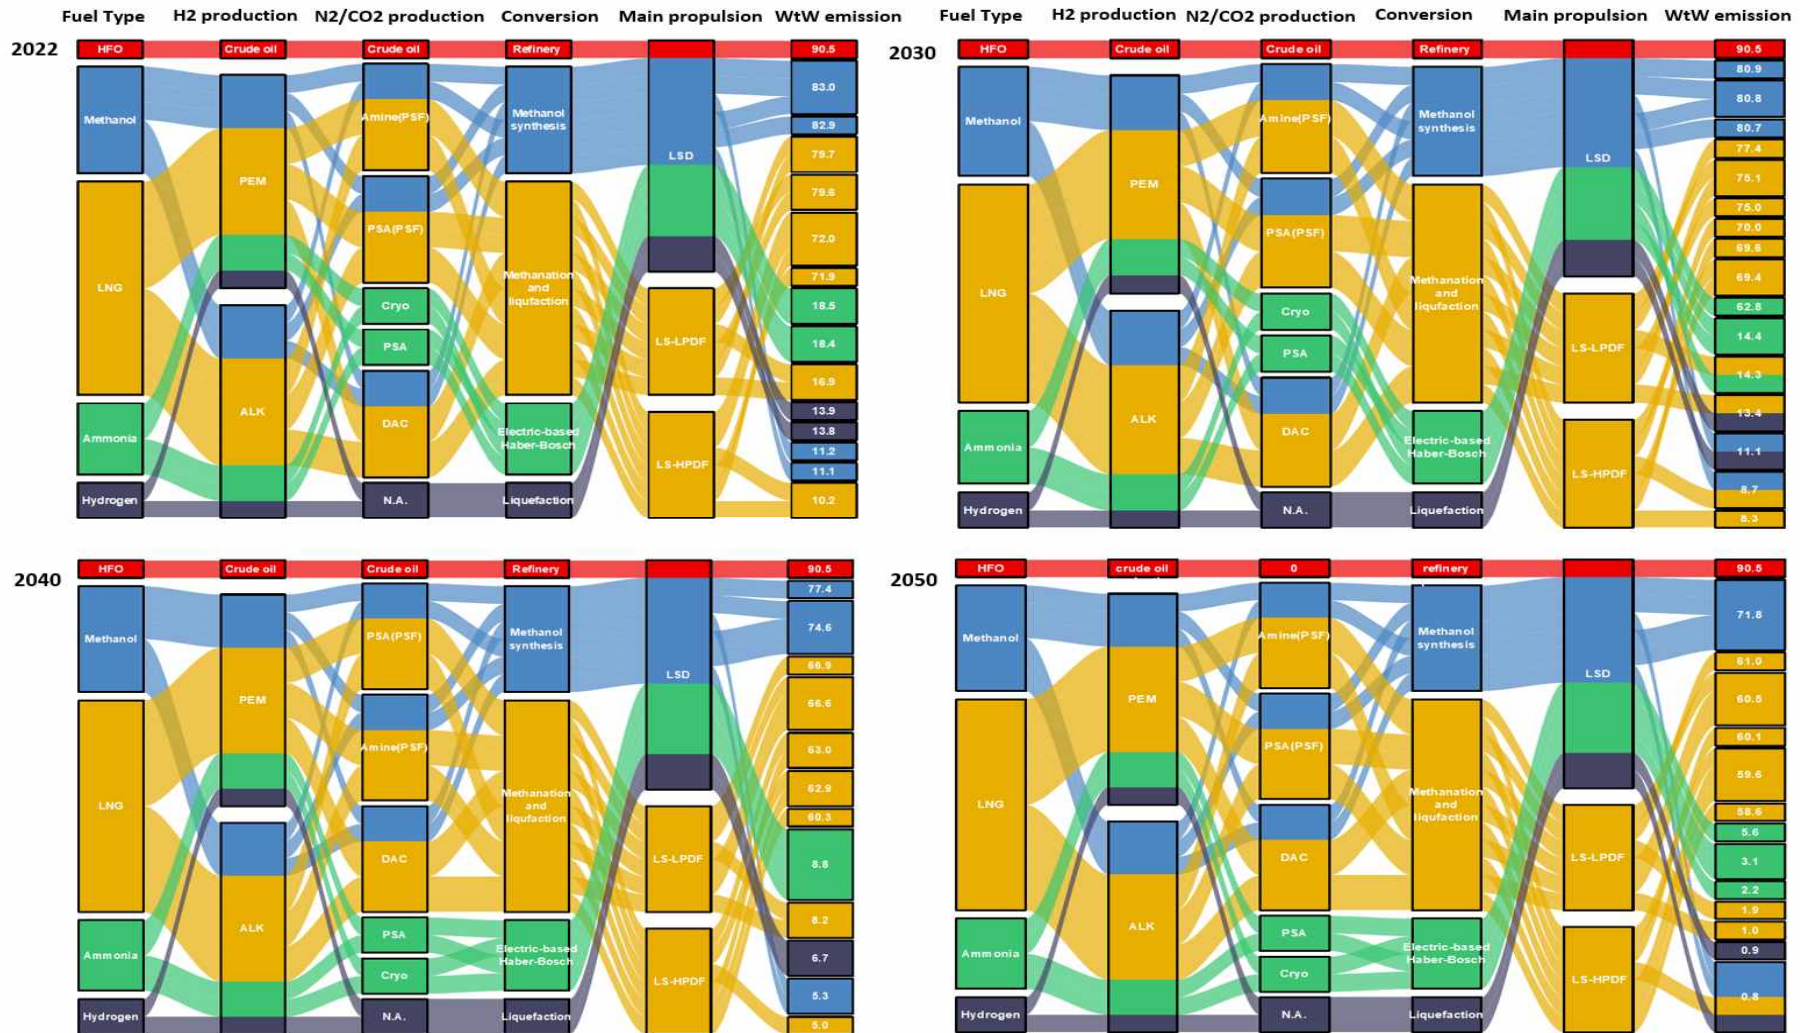 Fuel Type H2 production N2/CO2 production Conversion Main propulsion WtW emission
2022
HFO Crude oil Crude oil Refinery 90.5
Methanol
PEM
Amine(PSF)
Methanol
synthesis
LSD
83.0
82.9
79.7
79.6
LNG
PSA(PSF)
Methanation
and
liqufaction
72.0
71.9
Cryo
18.5
PSA
LS-LPDF
18.4
16.9
Ammonia
ALK
DAC
Electric-based
Haber-Bosch
LS-HPDF
13.9
13.8
11.2
11.1
Hydrogen
N.A.
Liquefaction
10.2
Fuel Type H2 production N2/CO2 production Conversion Main propulsion WtW emission
2030
HFO Crude oil Crude oil Refinery 90.5
Methanol
PEM
Amine(PSF)
Methanol
synthesis
LSD
80.9
80.8
80.7
77.4
75.1
75.0
LNG
PSA(PSF)
Methanation
and
liqufaction
70.0
69.6
69.4
Cryo
62.8
PSA
LS-LPDF
14.4
14.3
Ammonia
ALK
DAC
Electric-based
Haber-Bosch
LS-HPDF
13.4
11.1
8.7
Hydrogen
N.A.
Liquefaction
8.3
2040
HFO Crude oil Crude oil Refinery 90.5
Methanol
PEM
PSA(PSF)
Methanol
synthesis
LSD
77.4
74.6
66.9
66.6
LNG
Amine(PSF)
Methanation
and
liqufaction
63.0
62.9
60.3
DAC
LS-LPDF
8.8
8.2
Ammonia
ALK
PSA
Cryo
Electric-based
Haber-Bosch
LS-HPDF
6.7
5.3
Hydrogen
N.A.
Liquefaction
5.0
2050
HFO crude oil 0 refinery 90.5
Methanol
PEM
Amine(PSF)
Methanol
synthesis
LSD
71.8
61.0
60.5
LNG
PSA(PSF)
Methanation
and
liqufaction
60.1
59.6
58.6
DAC
LS-LPDF
5.6
3.1
2.2
1.9
Ammonia
ALK
PSA
Cryo
Electric-based
Haber-Bosch
LS-HPDF
1.0
0.9
0.8
Hydrogen
N.A.
Liquefaction